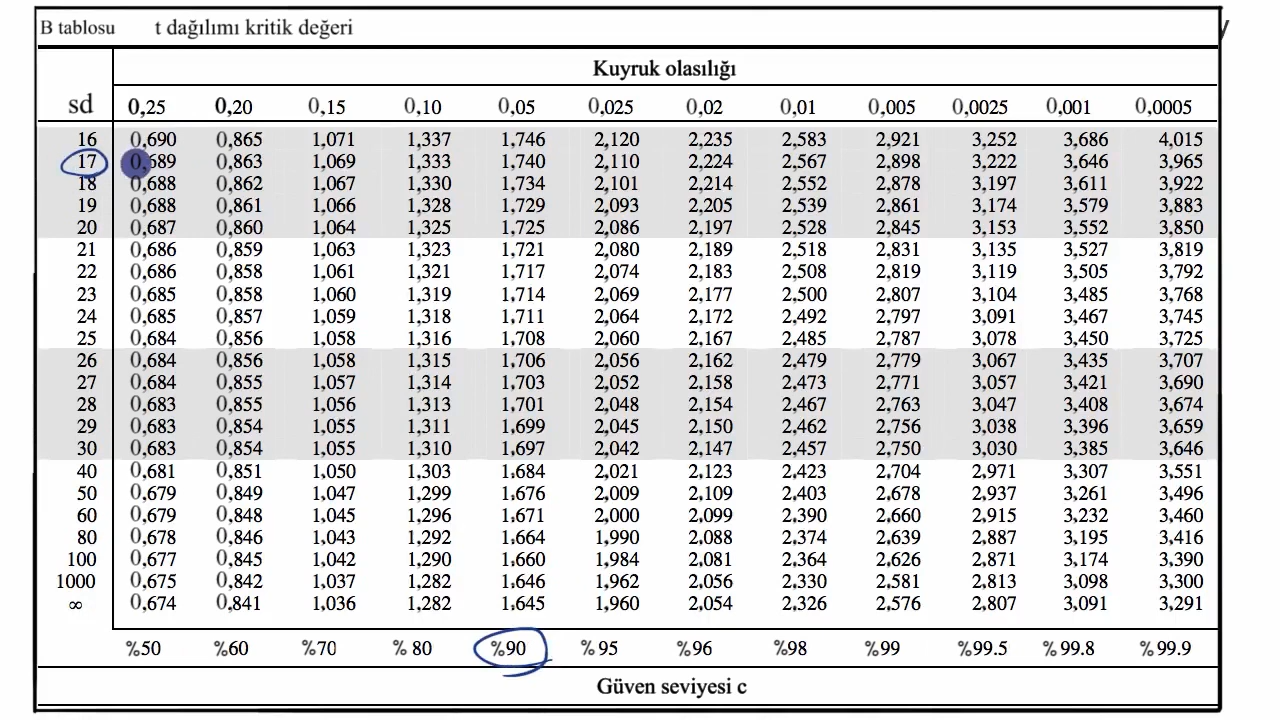 B tablosu t dağılımı kritik değeri
Kuyruk olasılığı
sd 0,25 0,20 0,15 0,10 0,05 0,025 0,02 0,01 0,005 0,0025 0,001 0,0005
16 0,690 0,865 1,071 1,337 1,746 2,120 2,235 2,583 2,921 3,252 3,686 4,015
17 0,689 0,863 1,069 1,333 1,740 2,110 2,224 2,567 2,898 3,222 3,646 3,965
18 0,688 0,862 1,067 1,330 1,734 2,101 2,214 2,552 2,878 3,197 3,611 3,922
19 0,688 0,861 1,066 1,328 1,729 2,093 2,205 2,539 2,861 3,174 3,579 3,883
20 0,687 0,860 1,064 1,325 1,725 2,086 2,197 2,528 2,845 3,153 3,552 3,850
21 0,686 0,859 1,063 1,323 1,721 2,080 2,189 2,518 2,831 3,135 3,527 3,819
22 0,686 0,858 1,061 1,321 1,717 2,074 2,183 2,508 2,819 3,119 3,505 3,792
23 0,685 0,858 1,060 1,319 1,714 2,069 2,177 2,500 2,807 3,104 3,485 3,768
24 0,685 0,857 1,059 1,318 1,711 2,064 2,172 2,492 2,797 3,091 3,467 3,745
25 0,684 0,856 1,058 1,316 1,708 2,060 2,167 2,485 2,787 3,078 3,450 3,725
26 0,684 0,856 1,058 1,315 1,706 2,056 2,162 2,479 2,779 3,067 3,435 3,707
27 0,684 0,855 1,057 1,314 1,703 2,052 2,158 2,473 2,771 3,057 3,421 3,690
28 0,683 0,855 1,056 1,313 1,701 2,048 2,154 2,467 2,763 3,047 3,408 3,674
29 0,683 0,854 1,055 1,311 1,699 2,045 2,150 2,462 2,756 3,038 3,396 3,659
30 0,683 0,854 1,055 1,310 1,697 2,042 2,147 2,457 2,750 3,030 3,385 3,646
40 0,681 0,851 1,050 1,303 1,684 2,021 2,123 2,423 2,704 2,971 3,307 3,551
50 0,679 0,849 1,047 1,299 1.676 2,009 2,109 2,403 2,678 2,937 3,261 3,496
60 0,679 0,848 1,045 1,296 1.671 2,000 2,099 2,390 2,660 2,915 3,232 3,460
80 0,678 0,846 1,043 1,292 1.664 1,990 2,088 2,374 2,639 2,887 3,195 3,416
100 0,677 0,845 1,042 1,290 1.660 1,984 2,081 2,364 2,626 2,871 3,174 3,390
1000 0,675 0,842 1,037 1,282 1.646 1,962 2,056 2,330 2,581 2,813 3,098 3,300
∞ 0,674 0,841 1,036 1,282 1.645 1,960 2,054 2,326 2,576 2,807 3,091 3,291
%50 %60 %70 %80 %90 %95 %96 %98 %99 %99.5 %99.8 %99.9
Güven seviyesi c